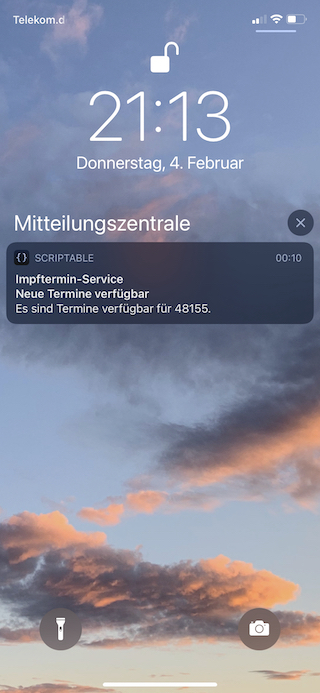 Telekom.d
21:13
Donnerstag, 4. Februar
Mitteilungszentrale
{} SCRIPTABLE 00:10
Impftermin-Service
Neue Termine verfügbar
Es sind Termine verfügbar für 48155.